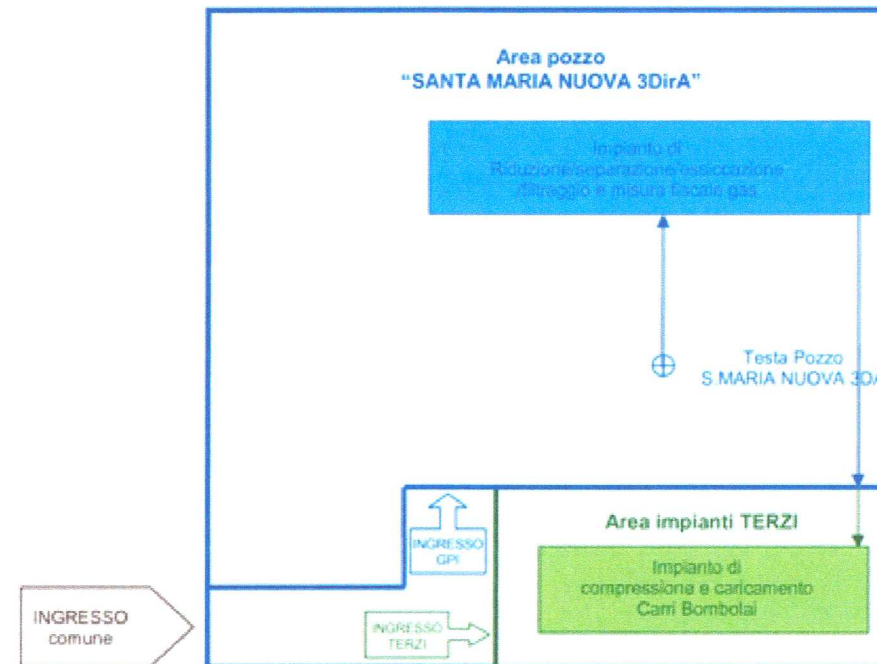 Area pozzo
“SANTA MARIA NUOVA 3DirA”
Impianto di
Riduzione/separazione/essiccazione
/filtraggio e misura fiscale gas
Testa Pozzo
S.MARIA NUOVA 3DA
INGRESSO
GPI
Area impianti TERZI
Impianto di
compressione e caricamento
Carri Bombolai
INGRESSO
comune
INGRESSO
TERZI